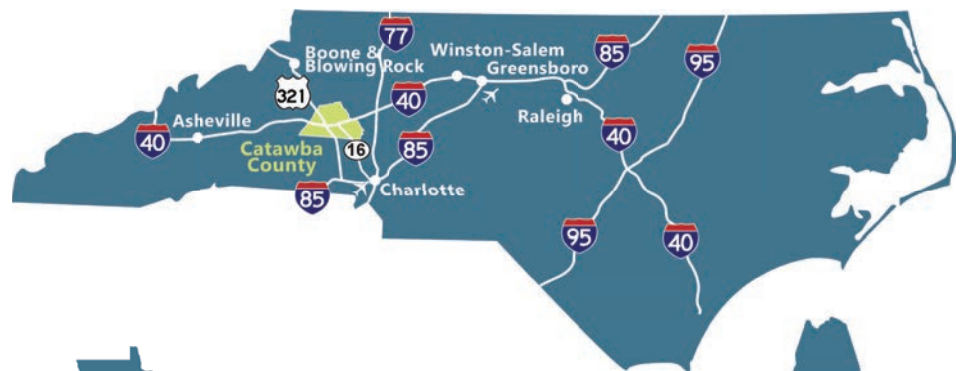 77
85
95
Boone &
Blowing Rock
Winston-Salem
Greensboro
321
40
Raleigh
Asheville
40
40
Catawba
County
16
85
Charlotte
85
95
40